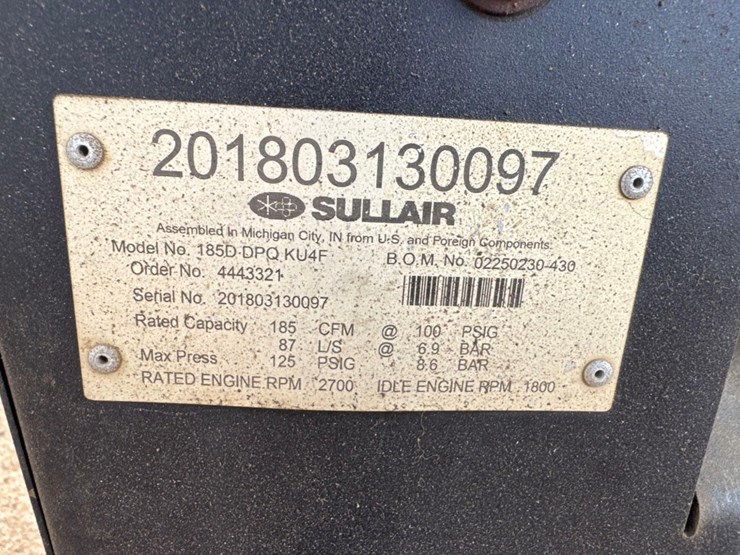 201803130097
SULLAIR
Assembled In Michigan City, IN from U.S. and Foreign Components.
Model No. 185D-DPQ KU4F B.O.M. No. 02250230-430
Order No. 4443321
Serial No. 201803130097
Rated Capacity 185 CFM @ 100 PSIG
87 L/S @ 6.9 BAR
Max Press. 125 PSIG 8.6 BAR
RATED ENGINE RPM 2700 IDLE ENGINE RPM 1800